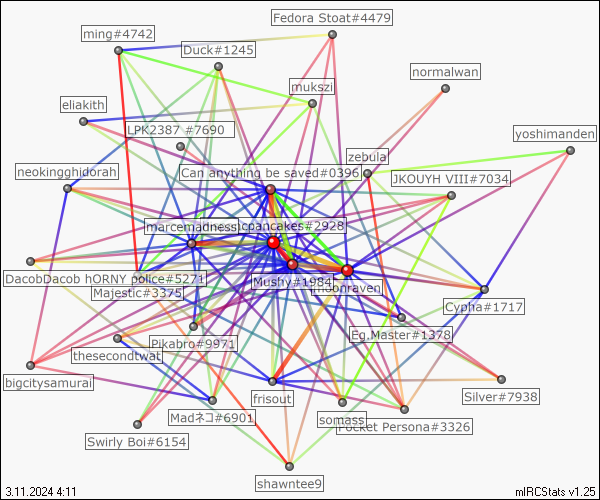 Fedora Stoat#4479
ming#4742
Duck#1245
normalwan
mukszi
eliakith
LPK2387 #7690
yoshimanden
zebula
neokingghidorah
Can anything be saved#0396
JKOUYH VIII#7034
marcemadness
pancakes#2928
DacobDacob hORNY police#5271
Mushy#1984
Majestic#3375
moonraven
Cypha#1717
Eg.Master#1378
Pikabro#9971
thesecondtwat
bigcitysamurai
frisout
Silver#7938
Madネコ#6901
somass
Pocket Persona#3326
Swirly Boi#6154
shawntee9
3.11.2024 4:11
mIRCStats v1.25